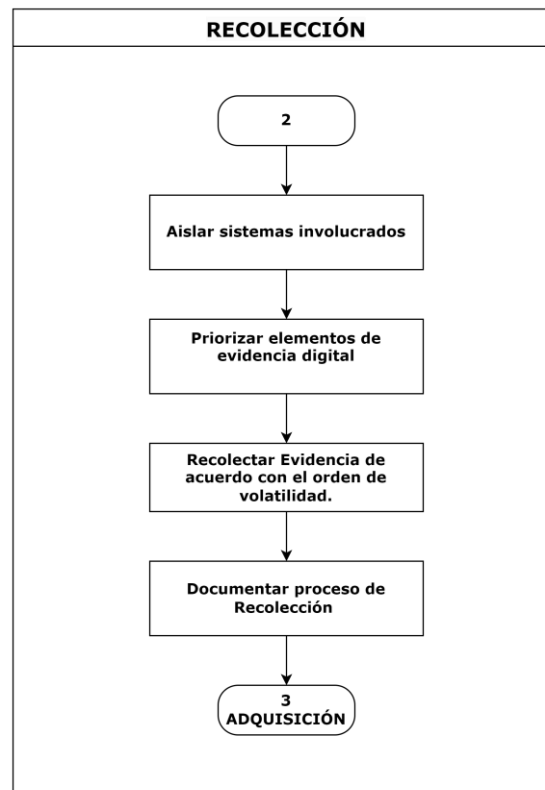 RECOLECCIÓN
2
Aislar sistemas involucrados
Priorizar elementos de
evidencia digital
Recolectar Evidencia de
acuerdo con el orden de
volatilidad.
Documentar proceso de
Recolección
3
ADQUISICIÓN